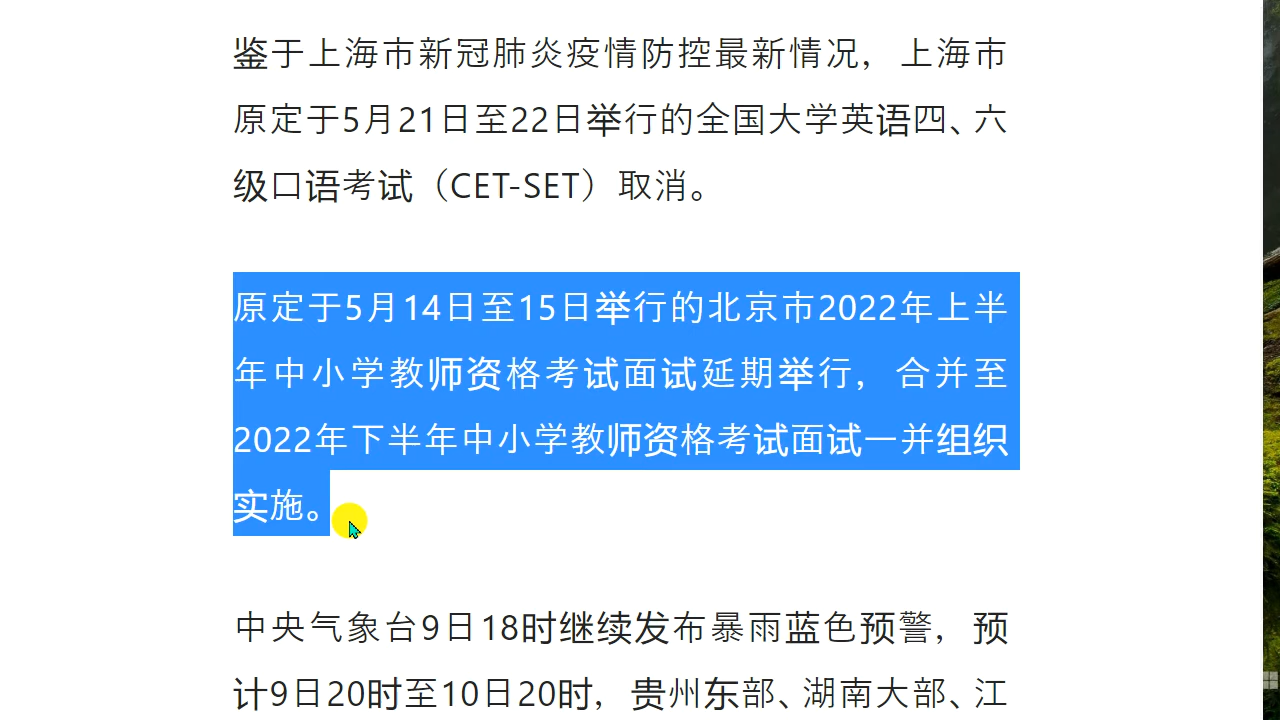 鉴于上海市新冠肺炎疫情防控最新情况，上海市
原定于5月21日至22日举行的全国大学英语四、六
级口语考试（CET-SET）取消。
原定于5月14日至15日举行的北京市2022年上半
年中小学教师资格考试面试延期举行，合并至
2022年下半年中小学教师资格考试面试一并组织
实施。
中央气象台9日18时继续发布暴雨蓝色预警，预
计9日20时至10日20时，贵州东部、湖南大部、江